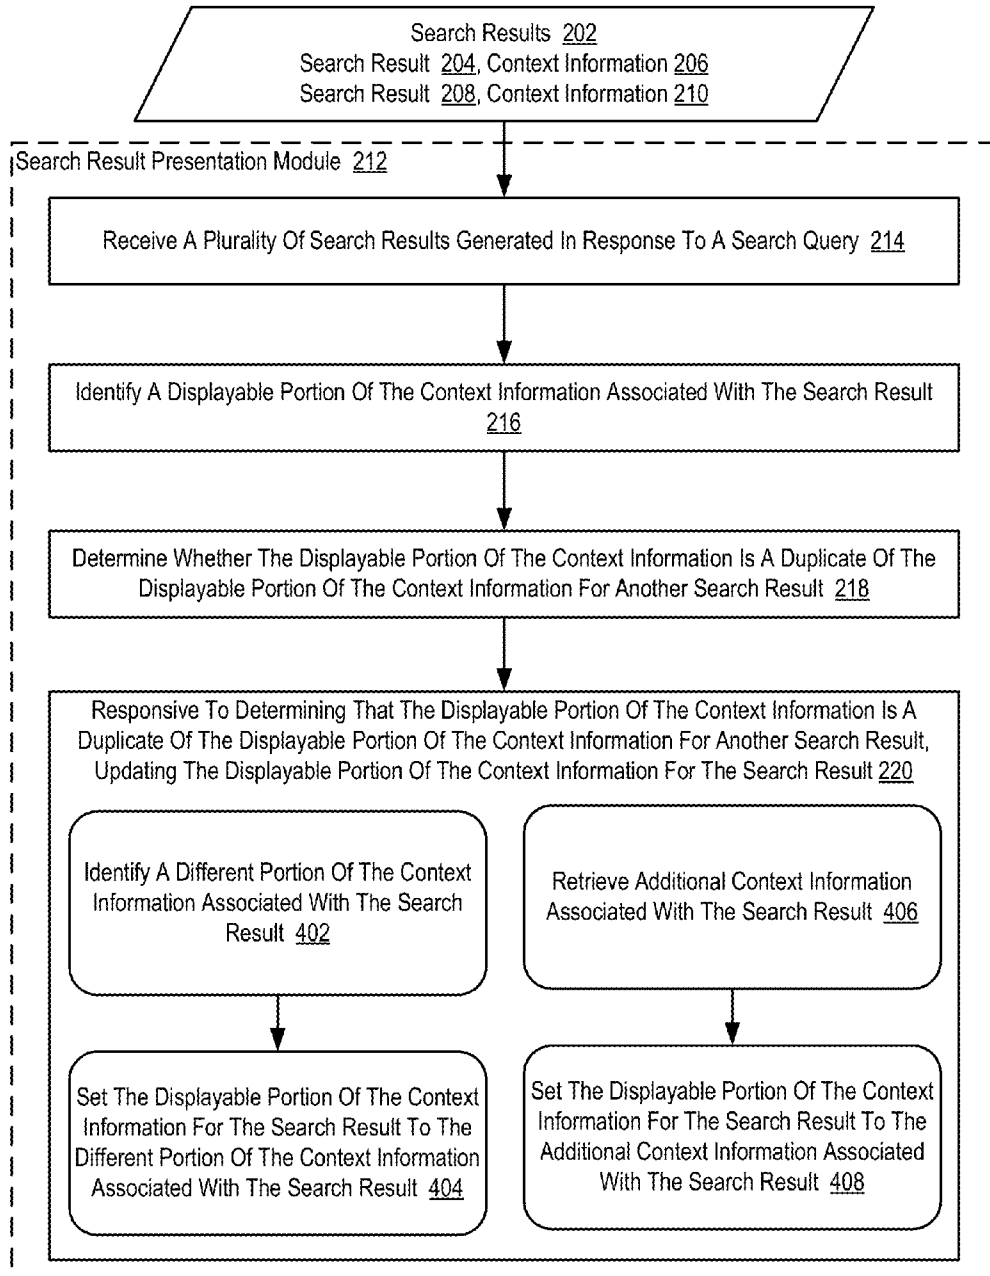 Search Results 202
Search Result 204, Context Information 206
Search Result 208, Context Information 210
Search Result Presentation Module 212
Receive A Plurality Of Search Results Generated In Response To A Search Query 214
Identify A Displayable Portion Of The Context Information Associated With The Search Result
216
Determine Whether The Displayable Portion Of The Context Information Is A Duplicate Of The
Displayable Portion Of The Context Information For Another Search Result 218
Responsive To Determining That The Displayable Portion Of The Context Information Is A
Duplicate Of The Displayable Portion Of The Context Information For Another Search Result,
Updating The Displayable Portion Of The Context Information For The Search Result 220
Identify A Different Portion Of The Context
Information Associated With The Search
Result 402
Retrieve Additional Context Information
Associated With The Search Result 406
Set The Displayable Portion Of The Context
Information For The Search Result To The
Different Portion Of The Context Information
Associated With The Search Result 404
Set The Displayable Portion Of The Context
Information For The Search Result To The
Additional Context Information Associated
With The Search Result 408